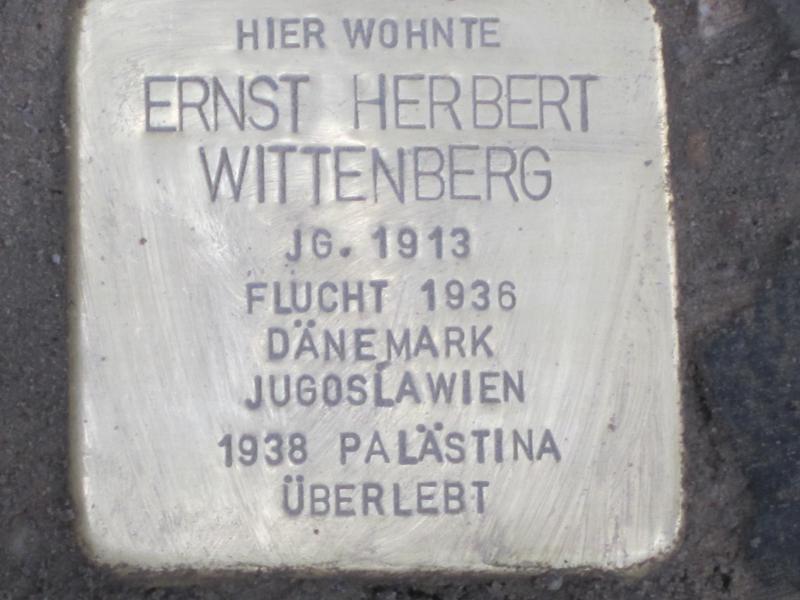 HIER WOHNTE
ERNST HERBERT
WITTENBERG
JG. 1913
FLUCHT 1936
DÄNEMARK
JUGOSLAWIEN
1938 PALÄSTINA
ÜBERLEBT